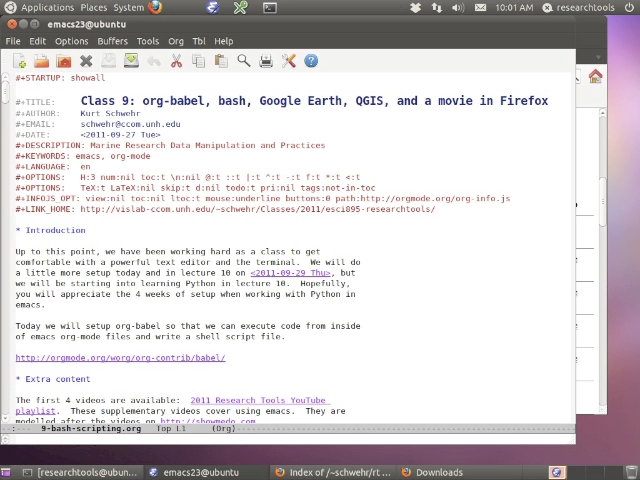 Applications Places System
10:01 AM
researchtools
emacs23@ubuntu
File Edit Options Buffers Tools Org Tbl Help
#+STARTUP: showall
#+TITLE: Class 9: org-babel, bash, Google Earth, QGIS, and a movie in Firefox
#+AUTHOR: Kurt Schwehr
#+EMAIL: schwehr@ccom.unh.edu
#+DATE: <2011-09-27 Tue>
#+DESCRIPTION: Marine Research Data Manipulation and Practices
#+KEYWORDS: emacs, org-mode
#+LANGUAGE: en
#+OPTIONS: H:3 num:nil toc:t \n:nil @:t ::t |:t ^:t -:t f:t *:t <:t
#+OPTIONS: TeX:t LaTeX:nil skip:t d:nil todo:t pri:nil tags:not-in-toc
#+INFOJS_OPT: view:nil toc:nil ltoc:t mouse:underline buttons:0 path:http://orgmode.org/org-info.js
#+LINK_HOME: http://vislab-ccom.unh.edu/~schwehr/Classes/2011/esci895-researchtools/
* Introduction
Up to this point, we have been working hard as a class to get
comfortable with a powerful text editor and the terminal. We will do
a little more setup today and in lecture 10 on <2011-09-29 Thu>, but
we will be starting into learning Python in lecture 10. Hopefully,
you will appreciate the 4 weeks of setup when working with Python in
emacs.
Today we will setup org-babel so that we can execute code from inside
of emacs org-mode files and write a shell script file.
http://orgmode.org/worg/org-contrib/babel/
* Extra content
The first 4 videos are available: 2011 Research Tools YouTube
playlist. These supplementary videos cover using emacs. They are
modelled after the videos on http://showmedo.com
-:--- 9-bash-scripting.org Top L1 (Org)
[researchtools@ubun...
emacs23@ubuntu
Index of /~schwehr/rt ...
Downloads